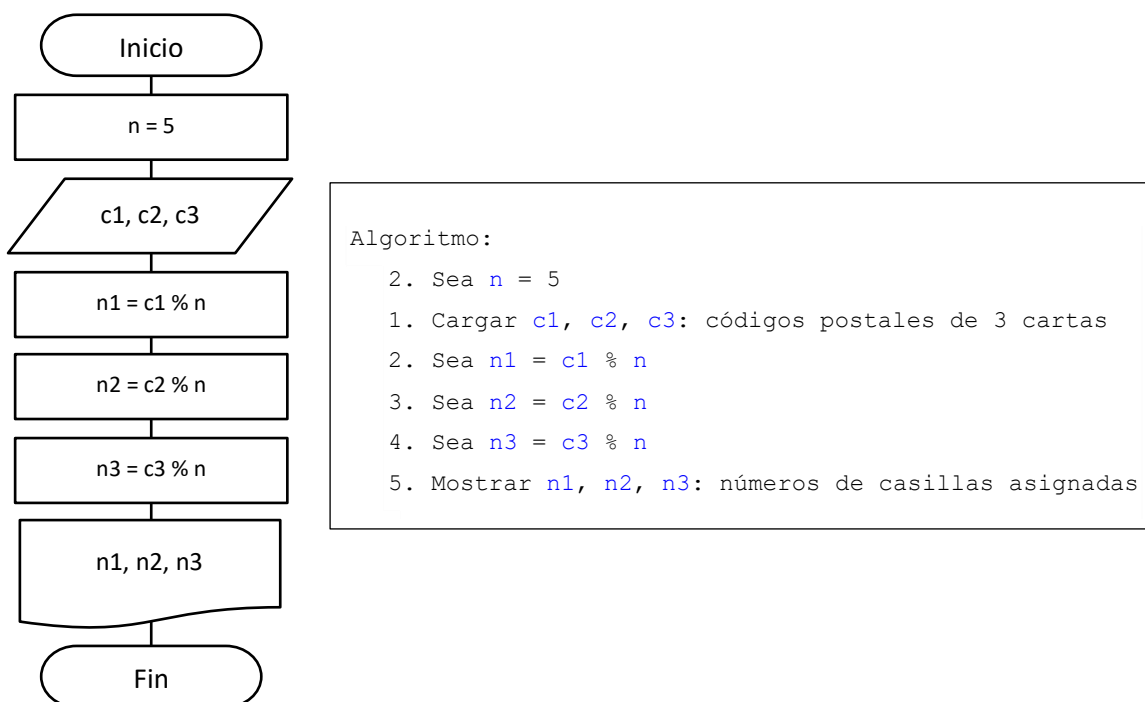 Inicio
n = 5
c1, c2, c3
n1 = c1 % n
n2 = c2 % n
n3 = c3 % n
n1, n2, n3
Fin
Algoritmo:
2. Sea n = 5
1. Cargar c1, c2, c3: códigos postales de 3 cartas
2. Sea n1 = c1 % n
3. Sea n2 = c2 % n
4. Sea n3 = c3 % n
5. Mostrar n1, n2, n3: números de casillas asignadas